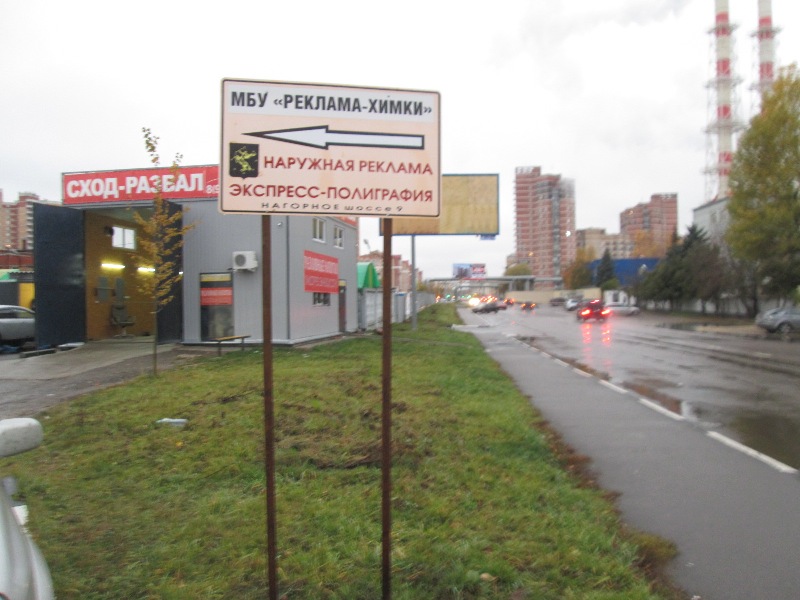 МБУ «РЕКЛАМА-ХИМКИ»
НАРУЖНАЯ РЕКЛАМА
ЭКСПРЕСС-ПОЛИГРАФИЯ
НАГОРНОЕ шоссе 9
СХОД-РАЗВАЛ